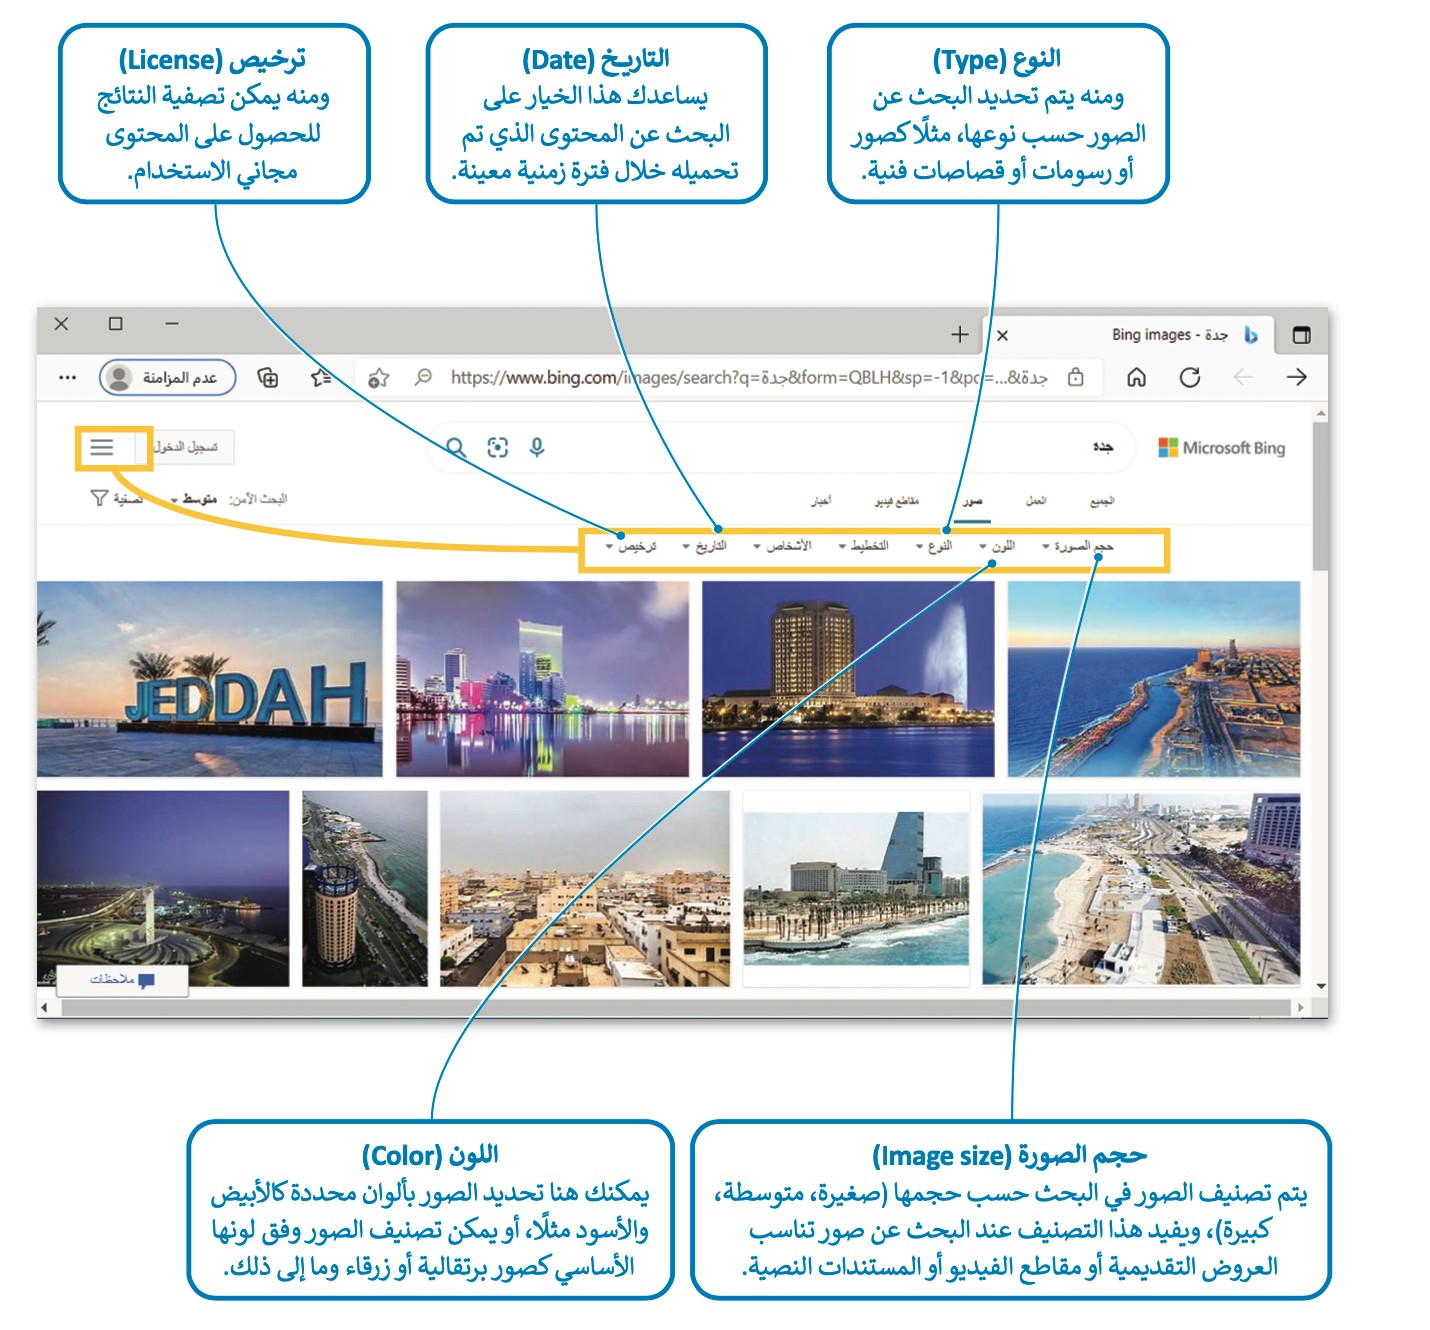 النوع (Type)
ومنه يتم تحديد البحث عن
الصور حسب نوعها، مثلًا كصور
أو رسومات أو قصاصات فنية.
التاريخ (Date)
يساعدك هذا الخيار على
البحث عن المحتوى الذي تم
تحميله خلال فترة زمنية معينة.
ترخيص (License)
ومنه يمكن تصفية النتائج
للحصول على المحتوى
مجاني الاستخدام.
جدة - Bing images
https://www.bing.com/images/search?q=جدة&form=QBLH&sp=-1&pq=...&جدة
عدم المزامنة
Microsoft Bing
جدة
تسجيل الدخول
الجميع العمل صور مقاطع فيديو أخبار
البحث الآمن: متوسط تصفية
حجم الصورة اللون النوع التخطيط الأشخاص التاريخ ترخيص
JEDDAH
ملاحظات
حجم الصورة (Image size)
يتم تصنيف الصور في البحث حسب حجمها (صغيرة، متوسطة،
كبيرة)، ويفيد هذا التصنيف عند البحث عن صور تناسب
العروض التقديمية أو مقاطع الفيديو أو المستندات النصية.
اللون (Color)
يمكنك هنا تحديد الصور بألوان محددة كالأبيض
والأسود مثلًا، أو يمكن تصنيف الصور وفق لونها
الأساسي كصور برتقالية أو زرقاء وما إلى ذلك.